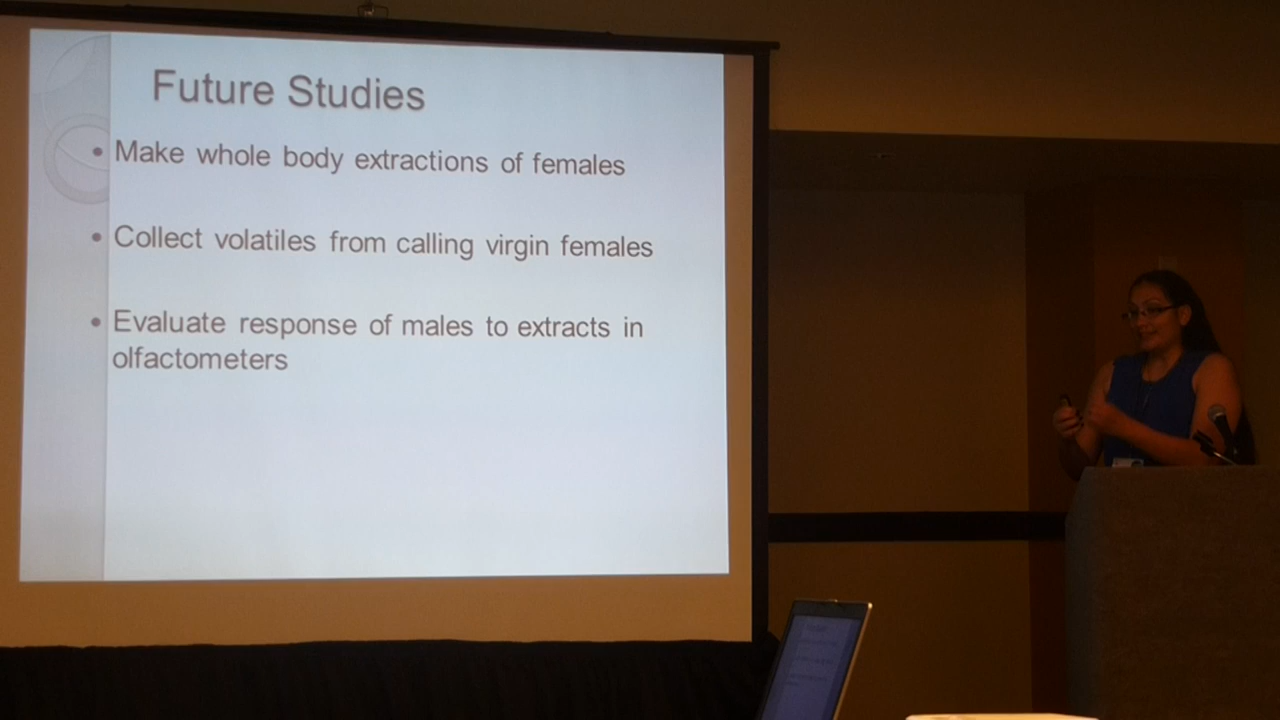 Future Studies
• Make whole body extractions of females
• Collect volatiles from calling virgin females
• Evaluate response of males to extracts in
olfactometers